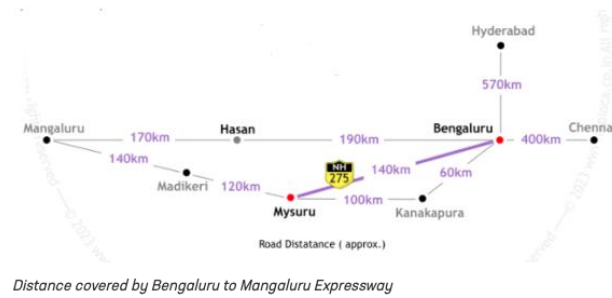 Hyderabad
570km
Mangaluru
Hasan
Bengaluru
Chenna
170km
190km
400km
140km
NH
275
140km
60km
Madikeri
120km
100km
Mysuru
Kanakapura
Road Distatance ( approx.)
Distance covered by Bengaluru to Mangaluru Expressway